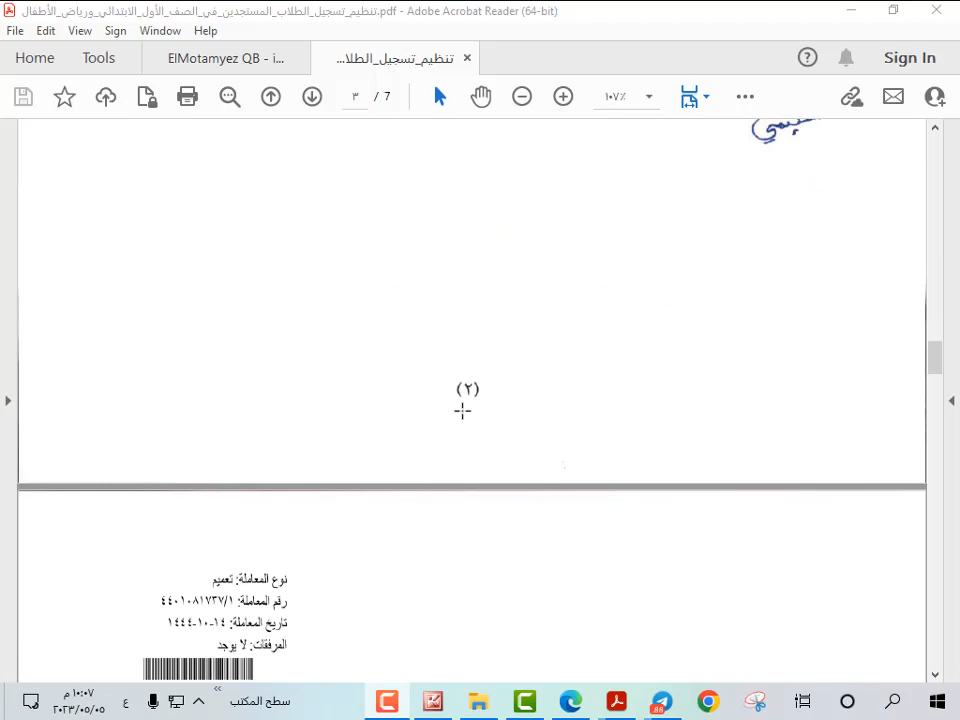 تنظيم_تسجيل_الطلاب_المستجدين_في_الصف_الأول_الابتدائي_ورياض_الأطفال.pdf - Adobe Acrobat Reader (64-bit)
File Edit View Sign Window Help
Home Tools ElMotamyez QB - i... تنظيم_تسجيل_الطلا... × Sign In
٣ / 7 ١٠٧٪
(٢)
نوع المعاملة: تعميم
رقم المعاملة: ٤٤٠١٠٨١٧٣٧/١
تاريخ المعاملة: ١٤-١٠-١٤٤٤
المرفقات: لا يوجد
١٠:٠٧ م
٢٠٢٣/٠٥/٠٥
ع
سطح المكتب
88